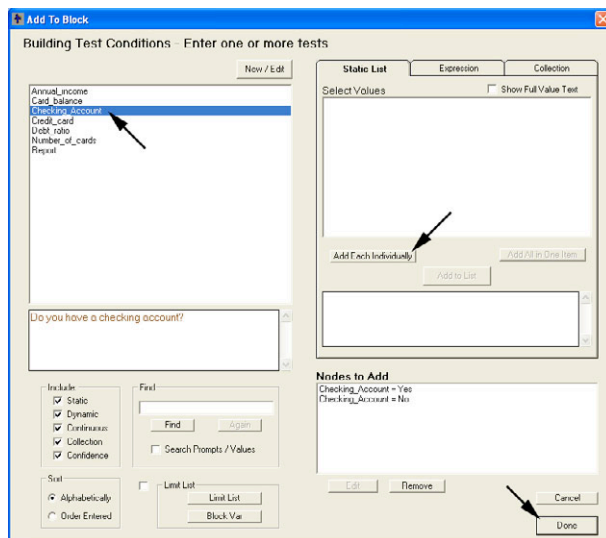 Add To Block
Building Test Conditions - Enter one or more tests
New / Edit
Annual_income
Card_balance
Checking_Account
Credit_card
Debt_ratio
Number_of_cards
Report
Do you have a checking account?
Static List
Expression
Collection
Select Values
Show Full Value Text
Add Each Individually
Add All in One Item
Add to List
Include
Static
Dynamic
Continuous
Collection
Confidence
Find
Find
Again
Search Prompts / Values
Sort
Alphabetically
Order Entered
Limit List
Limit List
Block Var
Nodes to Add
Checking_Account = Yes
Checking_Account = No
Edit
Remove
Cancel
Done